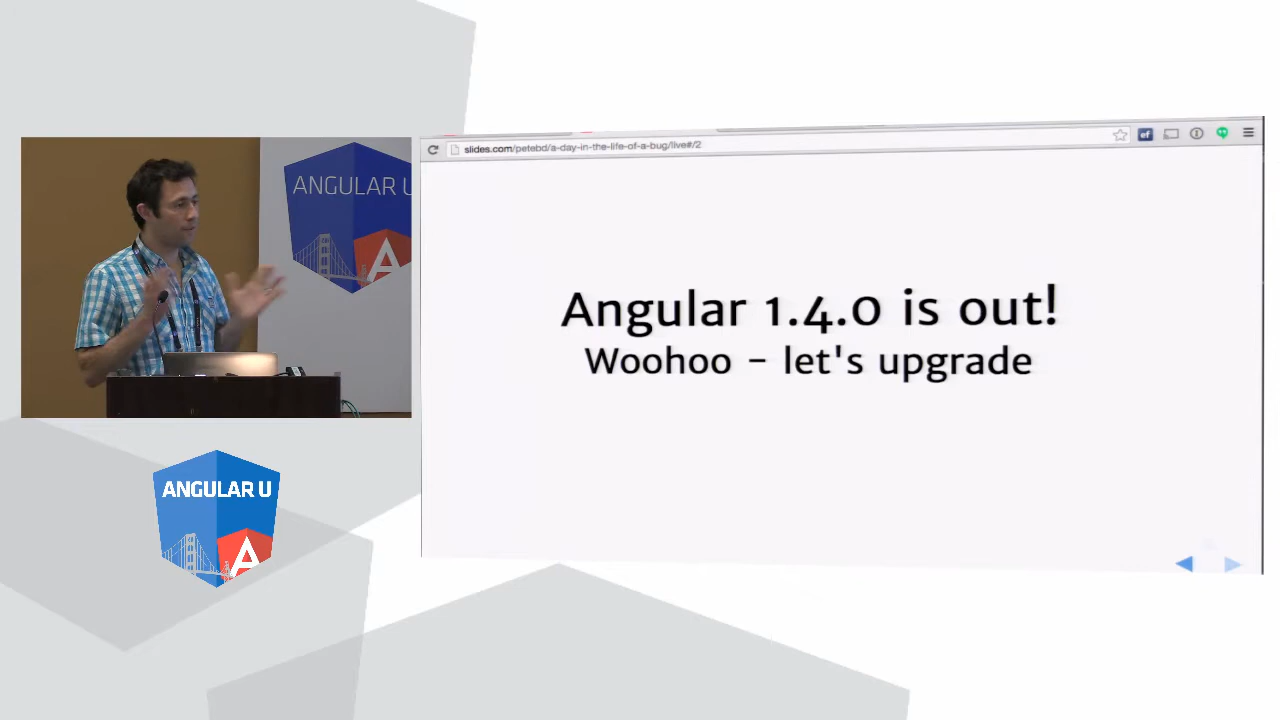 ANGULAR U
A
slides.com/petebd/a-day-in-the-life-of-a-bug/live#/2
ef
Angular 1.4.0 is out!
Woohoo - let's upgrade
ANGULAR U
A